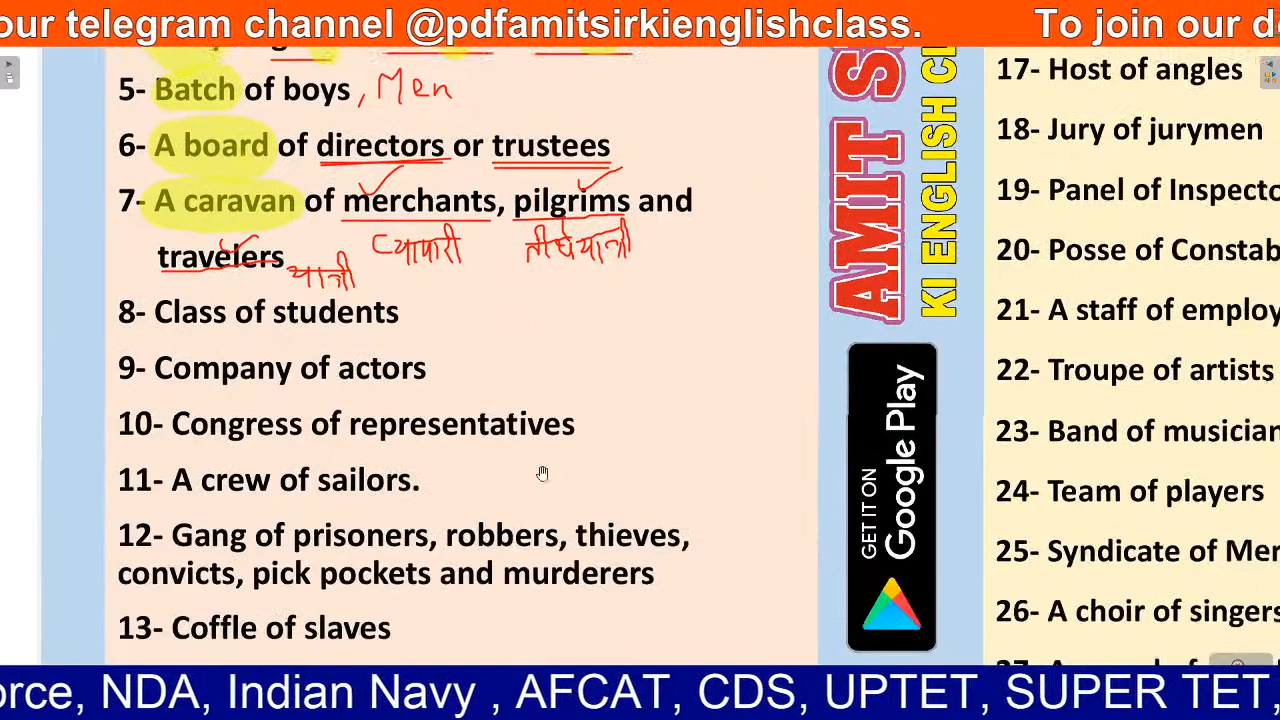 our telegram channel @pdfamitsirkienglishclass.
To join our d
5- Batch of boys , Men
6- A board of directors or trustees
7- A caravan of merchants, pilgrims and
व्यापारी तीर्थयात्री
travelers यात्री
8- Class of students
9- Company of actors
10- Congress of representatives
11- A crew of sailors.
12- Gang of prisoners, robbers, thieves,
convicts, pick pockets and murderers
13- Coffle of slaves
AMIT S
KI ENGLISH CL
GET IT ON
Google Play
17- Host of angles
18- Jury of jurymen
19- Panel of Inspecto
20- Posse of Constab
21- A staff of employ
22- Troupe of artists
23- Band of musician
24- Team of players
25- Syndicate of Mer
26- A choir of singers
orce, NDA, Indian Navy , AFCAT, CDS, UPTET, SUPER TET,